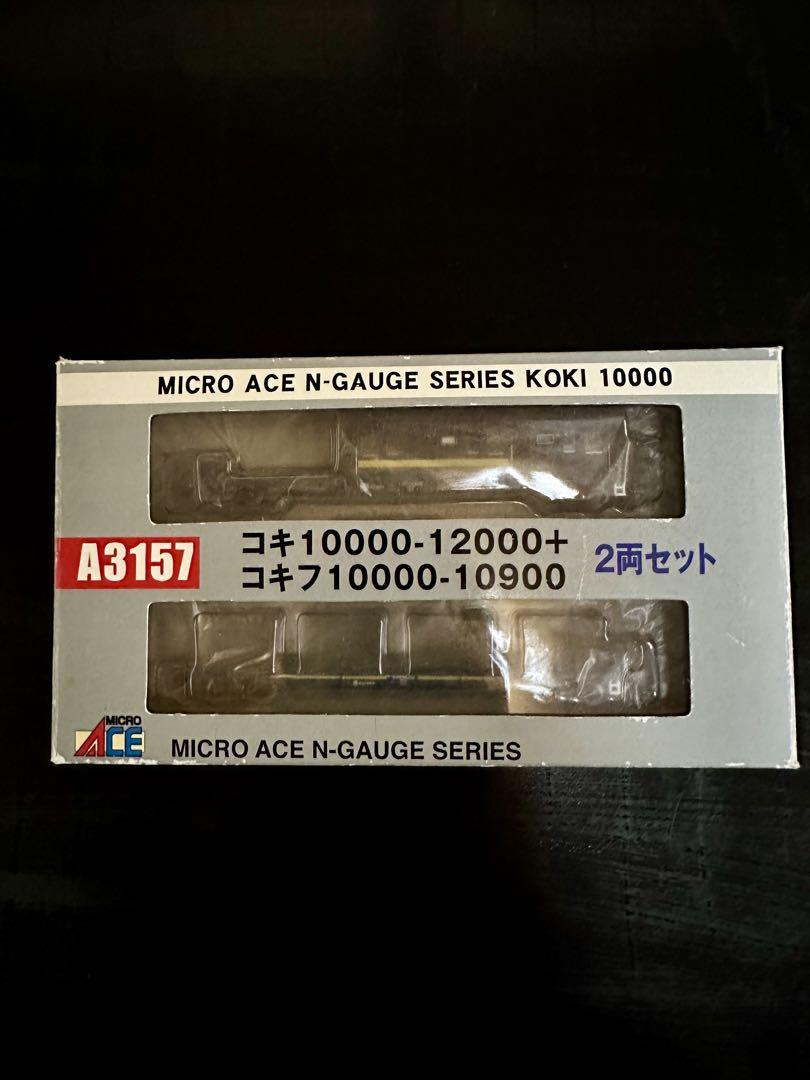 MICRO ACE N-GAUGE SERIES KOKI 10000
A3157
コキ10000-12000+
コキフ10000-10900
2両セット
MICRO
ACE
MICRO ACE N-GAUGE SERIES